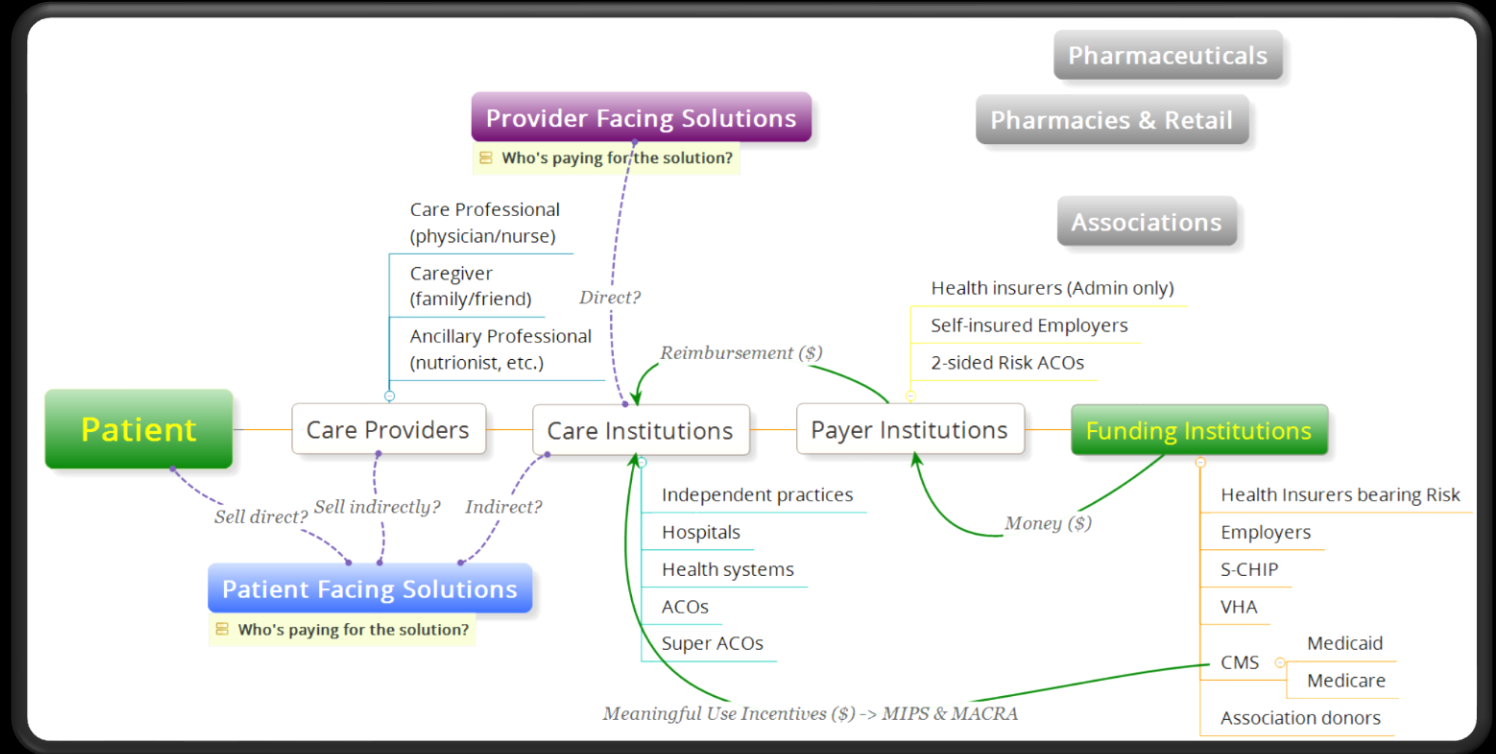 Pharmaceuticals
Pharmacies & Retail
Provider Facing Solutions
Who's paying for the solution?
Associations
Care Professional
(physician/nurse)
Caregiver
(family/friend)
Ancillary Professional
(nutrionist, etc.)
Direct?
Health insurers (Admin only)
Self-insured Employers
2-sided Risk ACOs
Reimbursement ($)
Patient
Care Providers
Care Institutions
Payer Institutions
Funding Institutions
Sell direct?
Sell indirectly?
Indirect?
Money ($)
Patient Facing Solutions
Who's paying for the solution?
Independent practices
Hospitals
Health systems
ACOs
Super ACOs
Health Insurers bearing Risk
Employers
S-CHIP
VHA
CMS
Medicaid
Medicare
Association donors
Meaningful Use Incentives ($) -> MIPS & MACRA